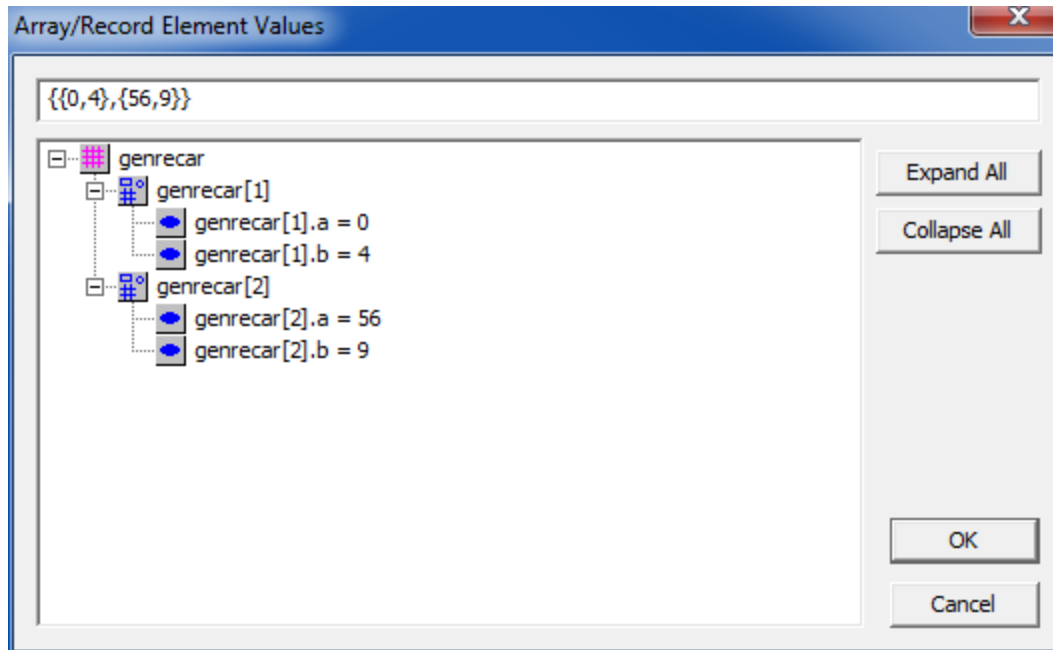 Array/Record Element Values
{{0,4},{56,9}}
genrecar
genrecar[1]
genrecar[1].a = 0
genrecar[1].b = 4
genrecar[2]
genrecar[2].a = 56
genrecar[2].b = 9
Expand All
Collapse All
OK
Cancel